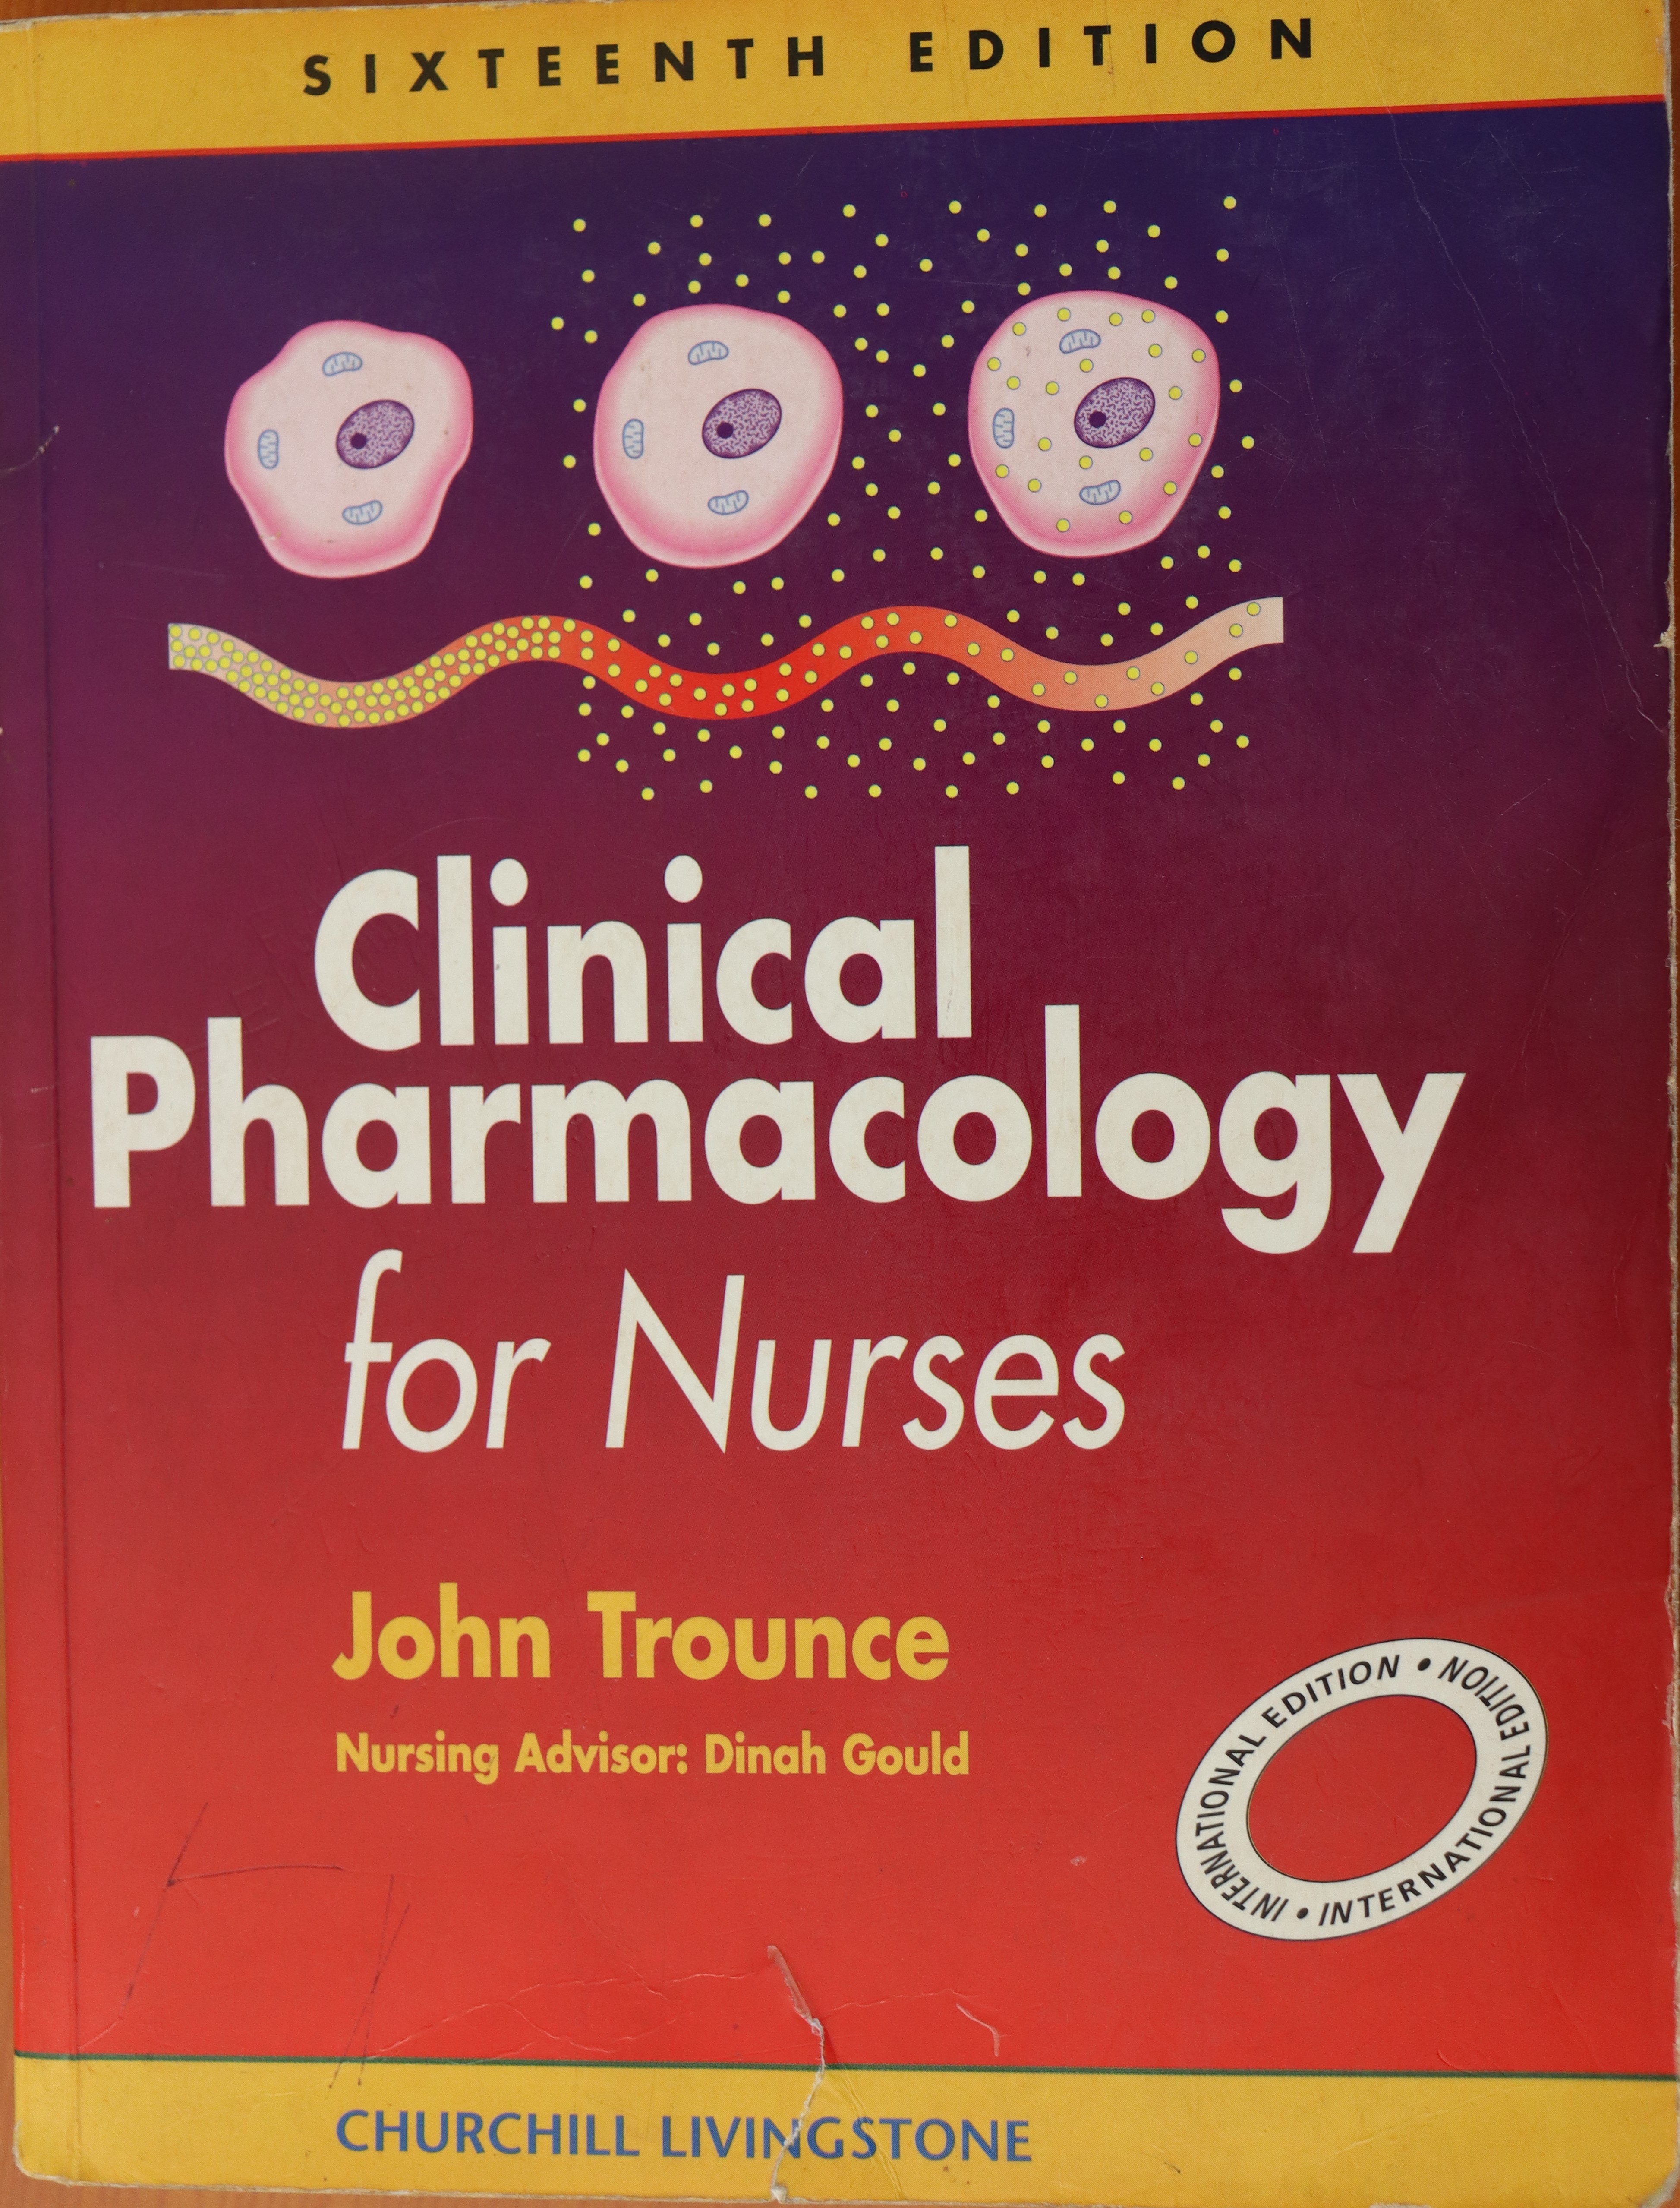 SIXTEENTH EDITION
Clinical
Pharmacology
for Nurses
John Trounce
Nursing Advisor: Dinah Gould
INTERNATIONAL EDITION • INTERNATIONAL EDITION •
CHURCHILL LIVINGSTONE